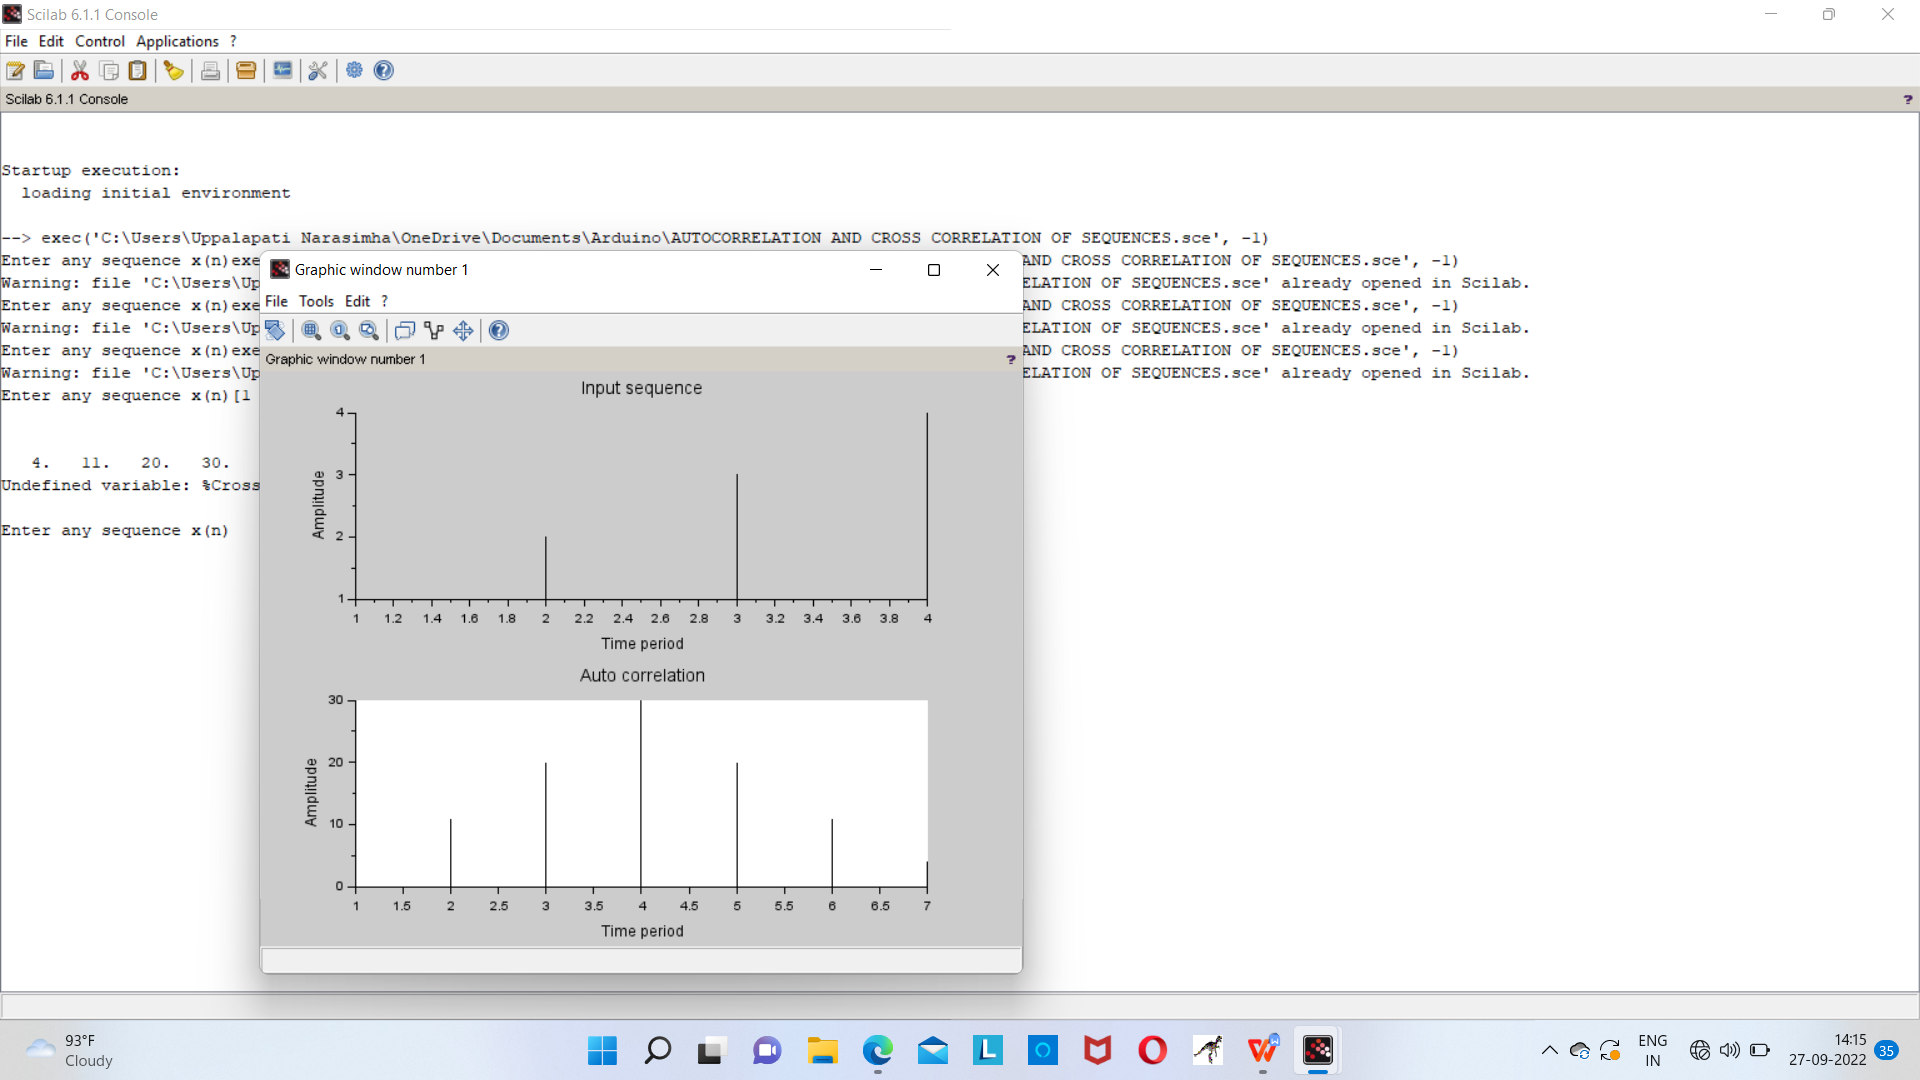 Scilab 6.1.1 Console
File Edit Control Applications ?
Scilab 6.1.1 Console ?
Startup execution:
loading initial environment
--> exec('C:\Users\Uppalapati Narasimha\OneDrive\Documents\Arduino\AUTOCORRELATION AND CROSS CORRELATION OF SEQUENCES.sce', -1)
Enter any sequence x(n)exe AND CROSS CORRELATION OF SEQUENCES.sce', -1)
Warning: file 'C:\Users\Up ELATION OF SEQUENCES.sce' already opened in Scilab.
Enter any sequence x(n)exe AND CROSS CORRELATION OF SEQUENCES.sce', -1)
Warning: file 'C:\Users\Up ELATION OF SEQUENCES.sce' already opened in Scilab.
Enter any sequence x(n)exe AND CROSS CORRELATION OF SEQUENCES.sce', -1)
Warning: file 'C:\Users\Up ELATION OF SEQUENCES.sce' already opened in Scilab.
Enter any sequence x(n)[1
4. 11. 20. 30.
Undefined variable: %Cross
Enter any sequence x(n)
Graphic window number 1
File Tools Edit ?
Graphic window number 1 ?
Input sequence
4
3
2
1
Amplitude
1 1.2 1.4 1.6 1.8 2 2.2 2.4 2.6 2.8 3 3.2 3.4 3.6 3.8 4
Time period
Auto correlation
30
20
10
0
Amplitude
1 1.5 2 2.5 3 3.5 4 4.5 5 5.5 6 6.5 7
Time period
93°F
Cloudy
ENG
IN
14:15
27-09-2022
35